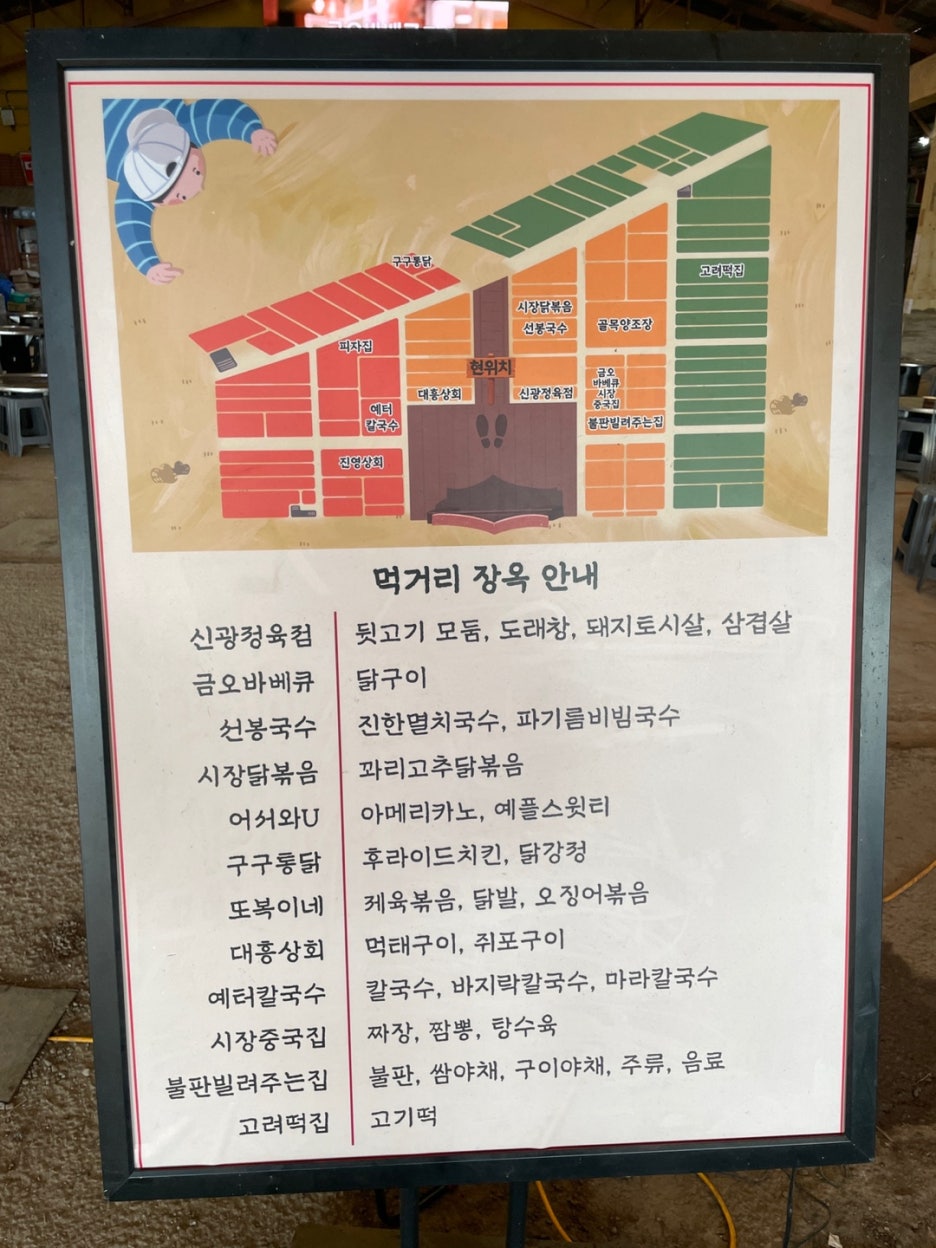 구구통닭
고려떡집
시장닭볶음
선봉국수
골목양조장
피자집
현위치
대흥상회
신광정육점
금오
바베큐
시장
중국집
예터
칼국수
불판빌려주는집
진영상회
먹거리 장옥 안내
신광정육점 뒷고기 모둠, 도래창, 돼지토시살, 삼겹살
금오바베큐 닭구이
선봉국수 진한멸치국수, 파기름비빔국수
시장닭볶음 꽈리고추닭볶음
어서와U 아메리카노, 예플스윗티
구구통닭 후라이드치킨, 닭강정
또복이네 제육볶음, 닭발, 오징어볶음
대흥상회 먹태구이, 쥐포구이
예터칼국수 칼국수, 바지락칼국수, 마라칼국수
시장중국집 짜장, 짬뽕, 탕수육
불판빌려주는집 불판, 쌈야채, 구이야채, 주류, 음료
고려떡집 고기떡